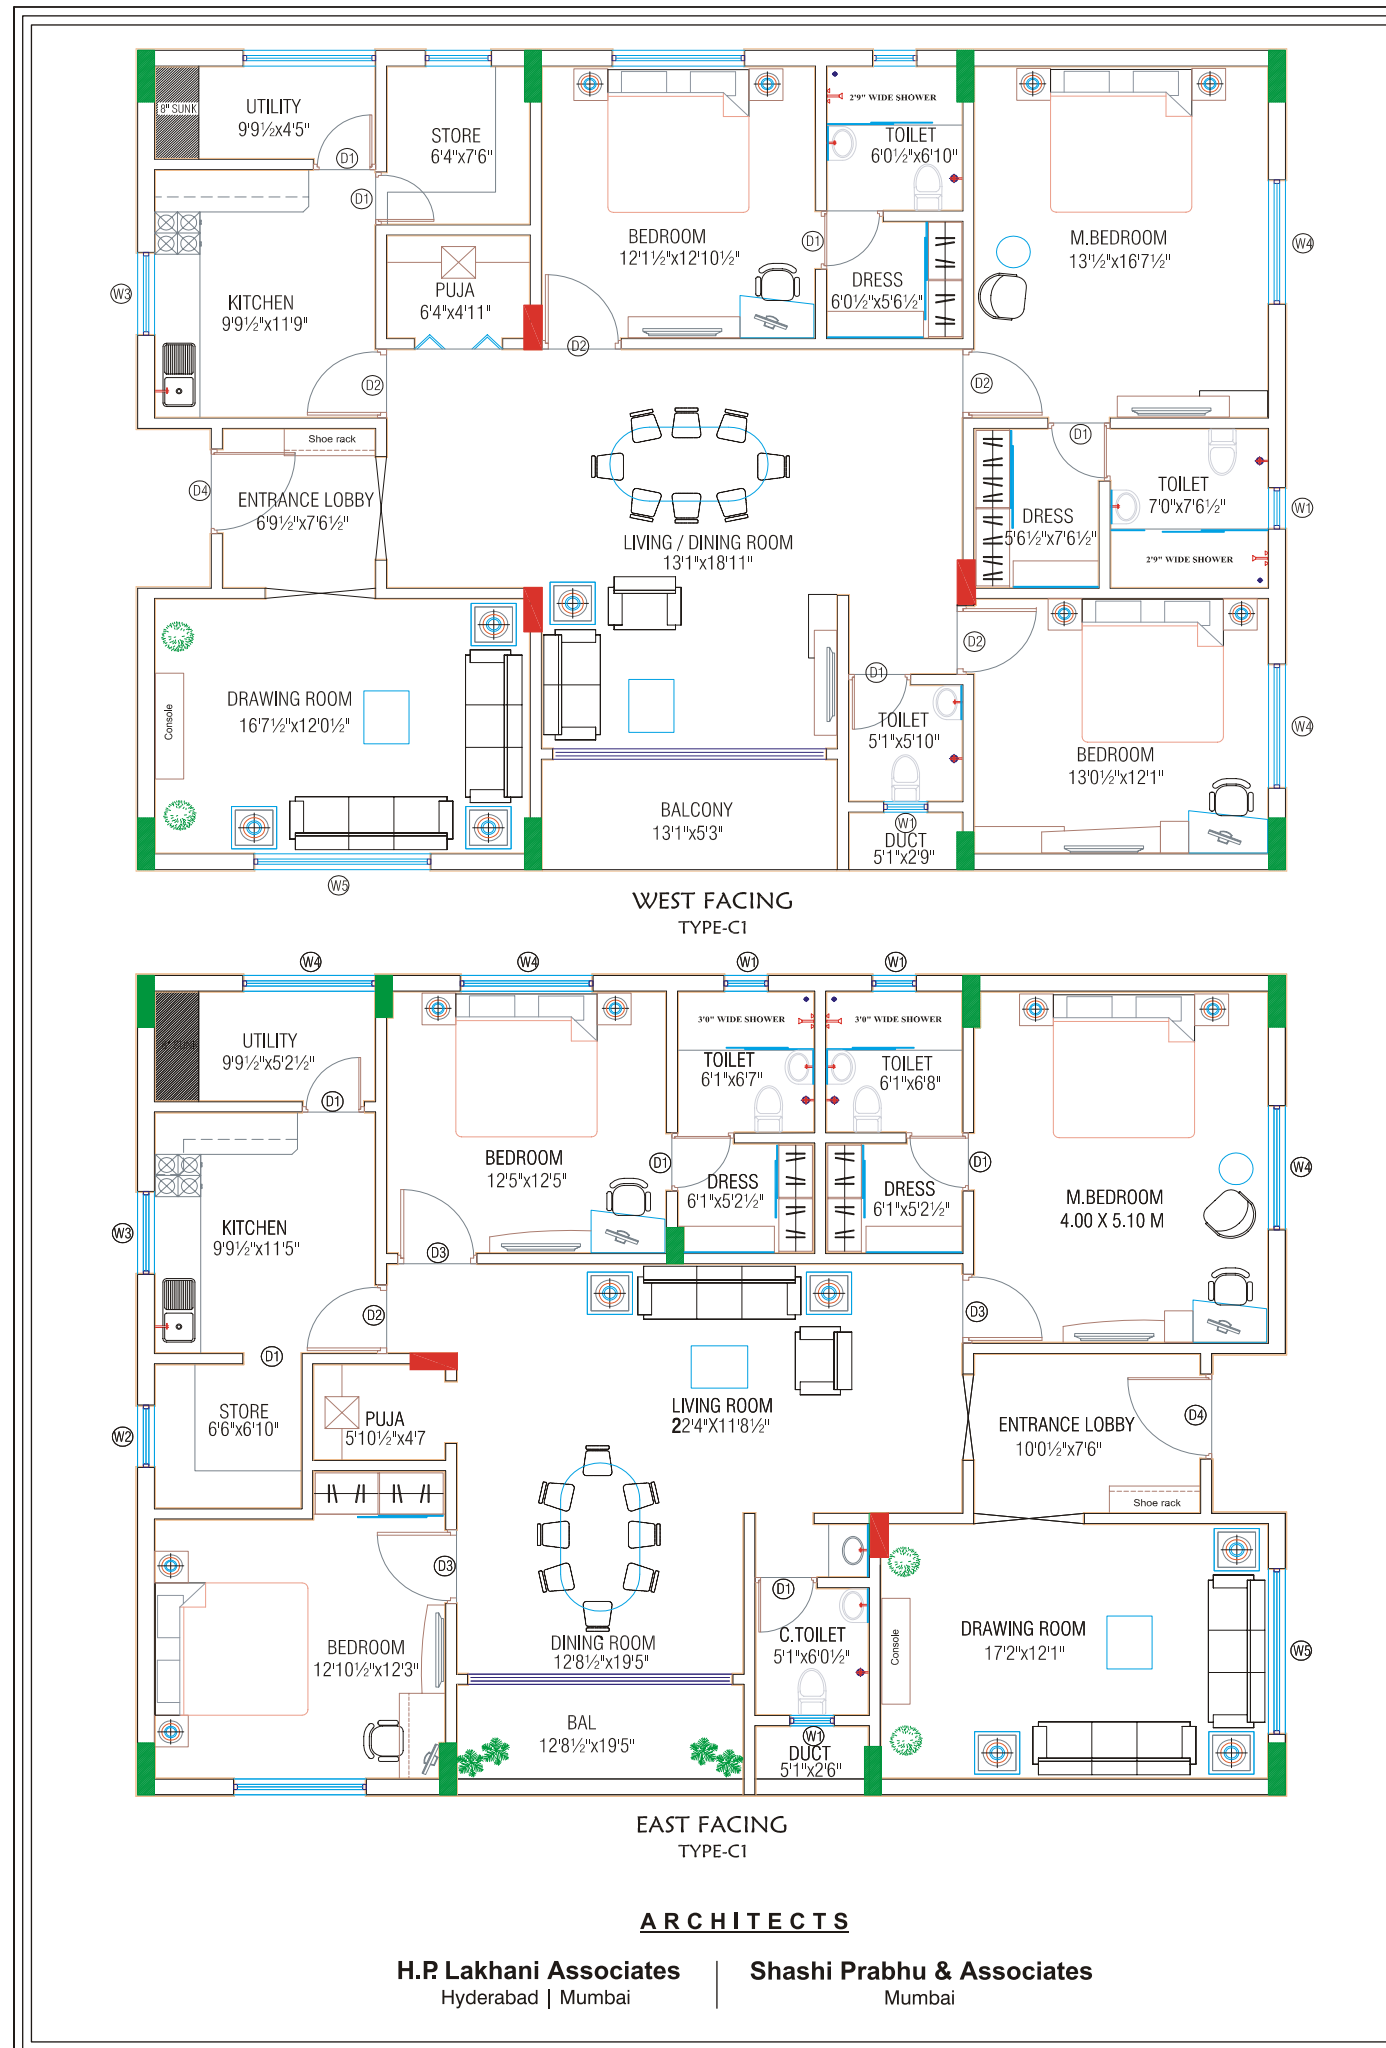 8" SUNK
UTILITY
9'9½"x4'5"
D1
STORE
6'4"x7'6"
D1
BEDROOM
12'1½"x12'10½"
D1
2'9" WIDE SHOWER
TOILET
6'0½"x6'10"
DRESS
6'0½"x5'6½"
M.BEDROOM
13'½"x16'7½"
W4
W3
KITCHEN
9'9½"x11'9"
PUJA
6'4"x4'11"
D2
D2
D2
Shoe rack
D4
ENTRANCE LOBBY
6'9½"x7'6½"
LIVING / DINING ROOM
13'1"x18'11"
D1
DRESS
5'6½"x7'6½"
TOILET
7'0"x7'6½"
W1
2'9" WIDE SHOWER
D2
DRAWING ROOM
16'7½"x12'0½"
Console
D1
TOILET
5'1"x5'10"
BEDROOM
13'0½"x12'1"
W4
BALCONY
13'1"x5'3"
W1
DUCT
5'1"x2'9"
W5
WEST FACING
TYPE-C1
W4
W4
W1
W1
UTILITY
9'9½"x5'2½"
D1
3'0" WIDE SHOWER
3'0" WIDE SHOWER
TOILET
6'1"x6'7"
TOILET
6'1"x6'8"
BEDROOM
12'5"x12'5"
D1
DRESS
6'1"x5'2½"
DRESS
6'1"x5'2½"
D1
M.BEDROOM
4.00 X 5.10 M
W4
W3
KITCHEN
9'9½"x11'5"
D3
D2
D3
D1
STORE
6'6"x6'10"
W2
PUJA
5'10½"x4'7
LIVING ROOM
22'4"X11'8½"
ENTRANCE LOBBY
10'0½"x7'6"
D4
Shoe rack
D3
BEDROOM
12'10½"x12'3"
DINING ROOM
12'8½"x19'5"
D1
C.TOILET
5'1"x6'0½"
Console
DRAWING ROOM
17'2"x12'1"
W5
BAL
12'8½"x19'5"
W1
DUCT
5'1"x2'6"
EAST FACING
TYPE-C1
ARCHITECTS
H.P. Lakhani Associates
Hyderabad | Mumbai
Shashi Prabhu & Associates
Mumbai